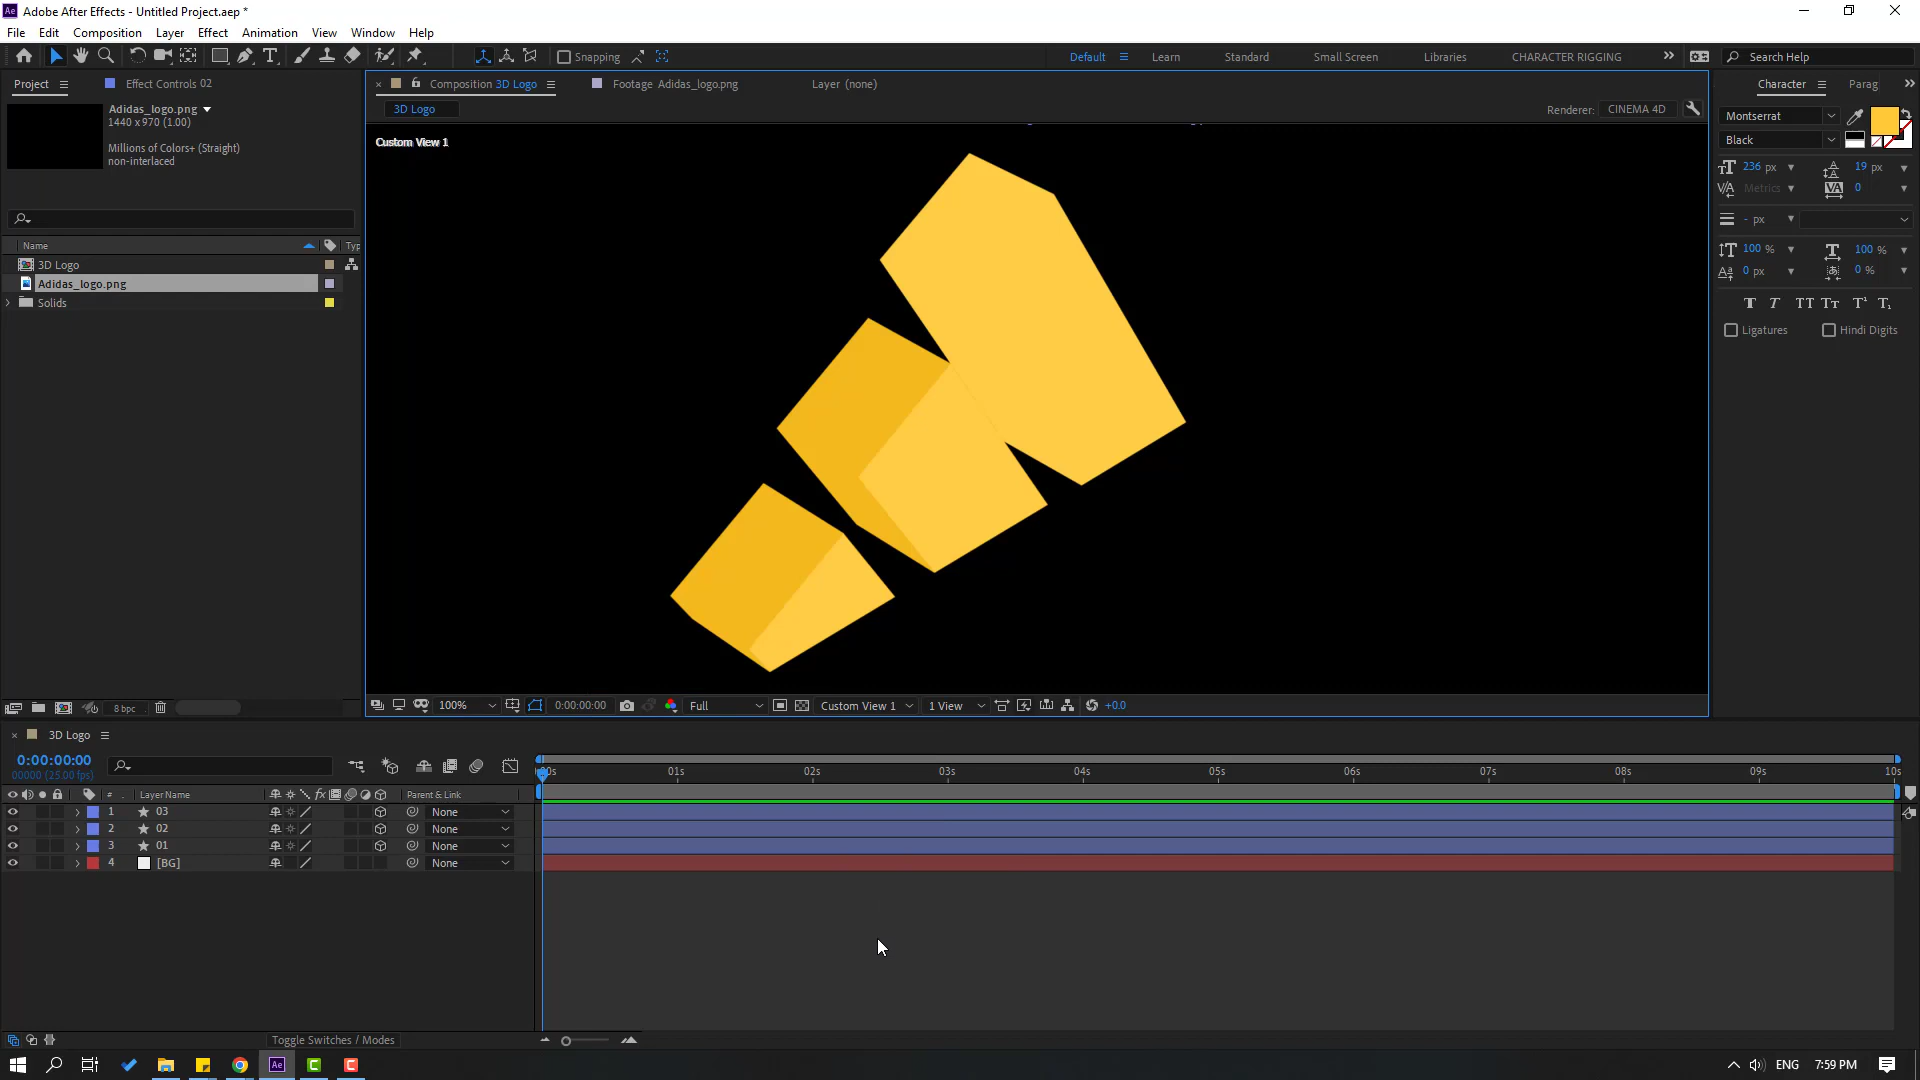 Ae Adobe After Effects - Untitled Project.aep *
File Edit Composition Layer Effect Animation View Window Help
Snapping Default Learn Standard Small Screen Libraries CHARACTER RIGGING Search Help
Project Effect Controls 02
Adidas_logo.png
1440 x 970 (1.00)
Millions of Colors+ (Straight)
non-interlaced
Name Typ
3D Logo
Adidas_logo.png
Solids
8 bpc
Composition 3D Logo Footage Adidas_logo.png Layer (none)
3D Logo Renderer: CINEMA 4D
Custom View 1
100% 0:00:00:00 Full Custom View 1 1 View +0.0
Character Parag
Montserrat
Black
236 px 19 px
Metrics 0
- px
100 % 100 %
0 px 0 %
Ligatures Hindi Digits
3D Logo
0:00:00:00
00000 (25.00 fps)
00s 01s 02s 03s 04s 05s 06s 07s 08s 09s 10s
# Layer Name Parent & Link
1 03 None
2 02 None
3 01 None
4 [BG] None
Toggle Switches / Modes
Ae ENG 7:59 PM